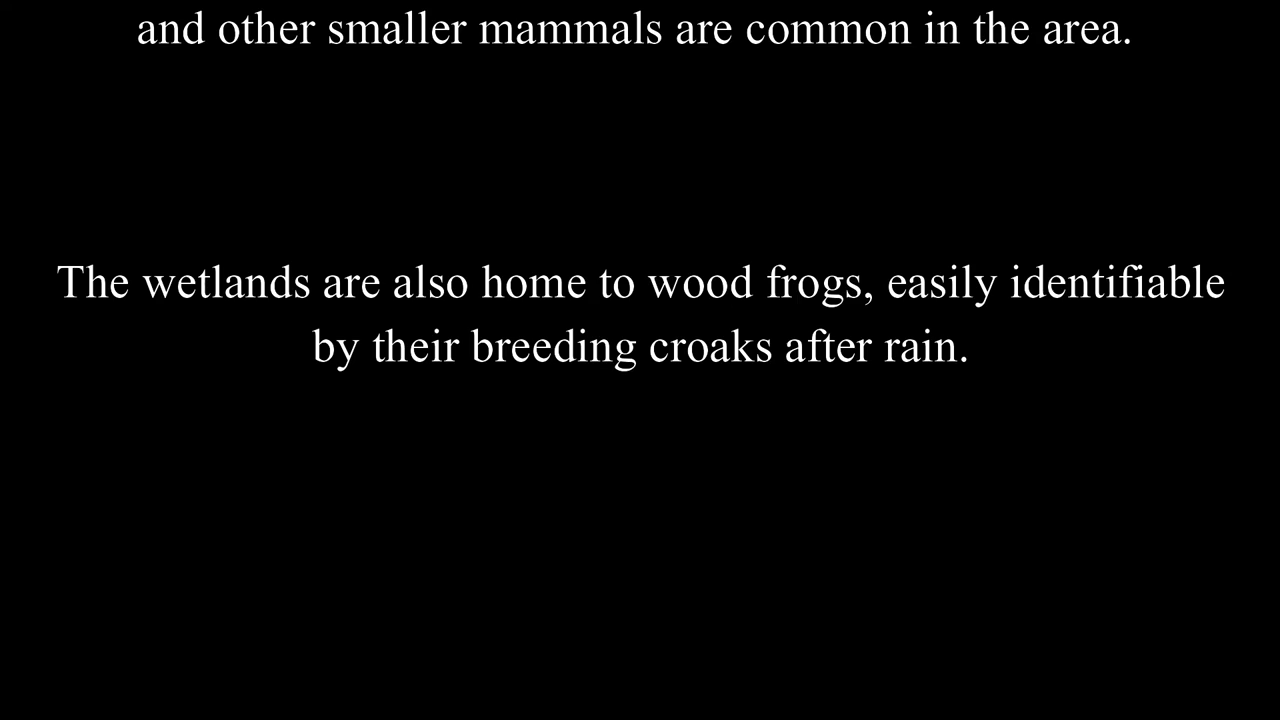 and other smaller mammals are common in the area.
The wetlands are also home to wood frogs, easily identifiable
by their breeding croaks after rain.